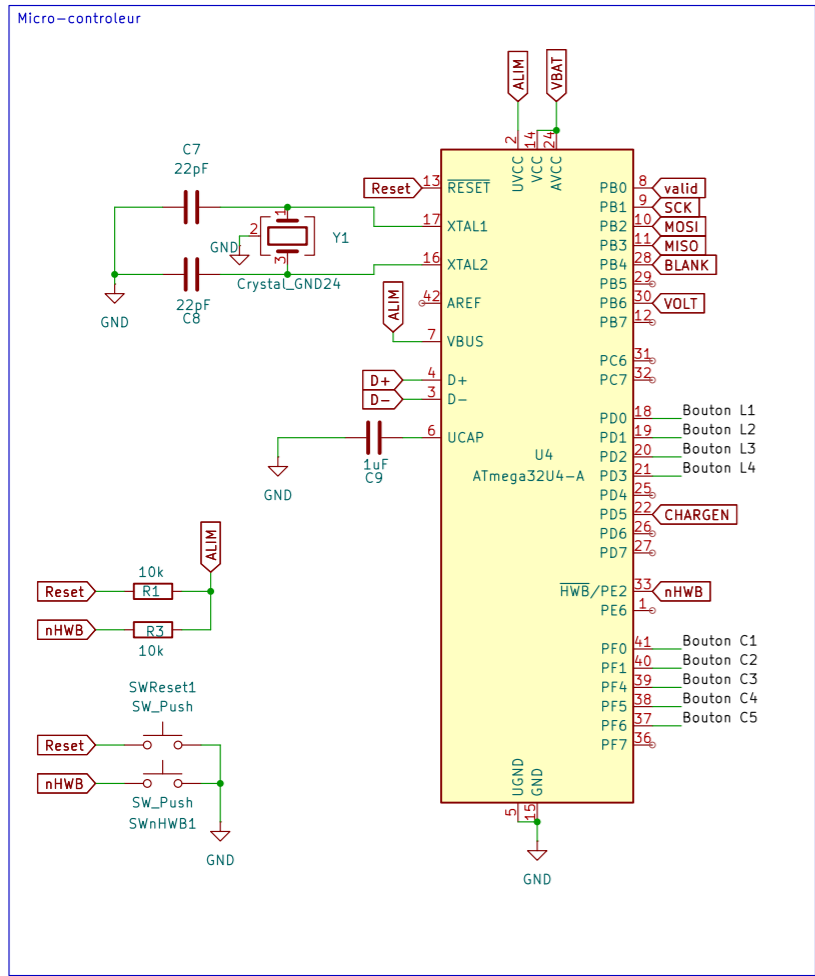 Micro-controleur
ALIM
VBAT
2
14
24
UVCC
VCC
AVCC
C7
22pF
1
2
3
GND
Y1
Crystal_GND24
22pF
C8
GND
Reset
13
RESET
17
XTAL1
16
XTAL2
42
AREF
ALIM
7
VBUS
D+
4
D+
D-
3
D-
6
UCAP
1uF
C9
GND
U4
ATmega32U4-A
PB0
8
valid
PB1
9
SCK
PB2
10
MOSI
PB3
11
MISO
PB4
28
BLANK
PB5
29
PB6
30
VOLT
PB7
12
PC6
31
PC7
32
PD0
18
Bouton L1
PD1
19
Bouton L2
PD2
20
Bouton L3
PD3
21
Bouton L4
PD4
25
PD5
22
CHARGEN
PD6
26
PD7
27
HWB/PE2
33
nHWB
PE6
1
PF0
41
Bouton C1
PF1
40
Bouton C2
PF4
39
Bouton C3
PF5
38
Bouton C4
PF6
37
Bouton C5
PF7
36
UGND
GND
5
15
GND
ALIM
10k
Reset
R1
nHWB
R3
10k
SWReset1
SW_Push
Reset
nHWB
SW_Push
SWnHWB1
GND